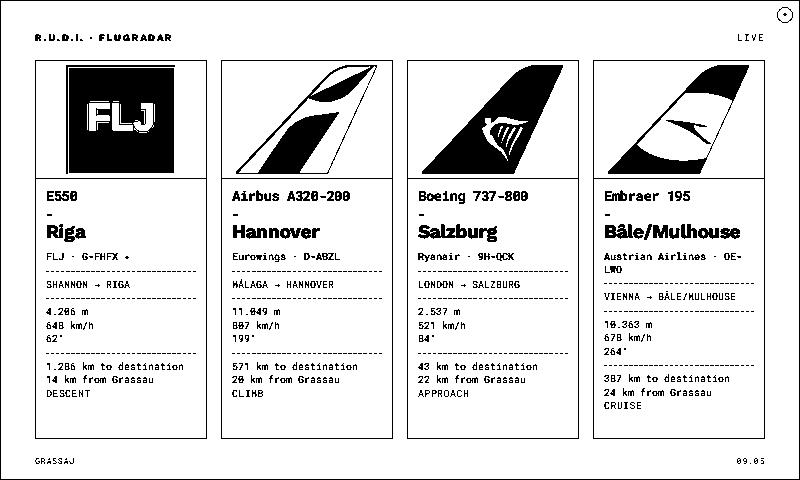 R.U.D.I. · FLUGRADAR
LIVE
FLJ
E550
–
Riga
FLJ · G-FHFX ✦
SHANNON → RIGA
4.206 m
648 km/h
62°
1.286 km to destination
14 km from Grassau
DESCENT
Airbus A320-200
–
Hannover
Eurowings · D-ABZL
MÁLAGA → HANNOVER
11.049 m
807 km/h
199°
571 km to destination
20 km from Grassau
CLIMB
Boeing 737-800
–
Salzburg
Ryanair · 9H-QCK
LONDON → SALZBURG
2.537 m
521 km/h
84°
43 km to destination
22 km from Grassau
APPROACH
Embraer 195
–
Bâle/Mulhouse
Austrian Airlines · OE-
LWO
VIENNA → BÂLE/MULHOUSE
10.363 m
678 km/h
264°
387 km to destination
24 km from Grassau
CRUISE
GRASSAU
09:05